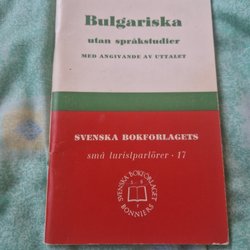 Bulgariska
utan språkstudier
MED ANGIVANDE AV UTTALET
SVENSKA BOKFÖRLAGETS
små turistparlörer · 17
SVENSKA BOKFÖRLAGET
BONNIERS